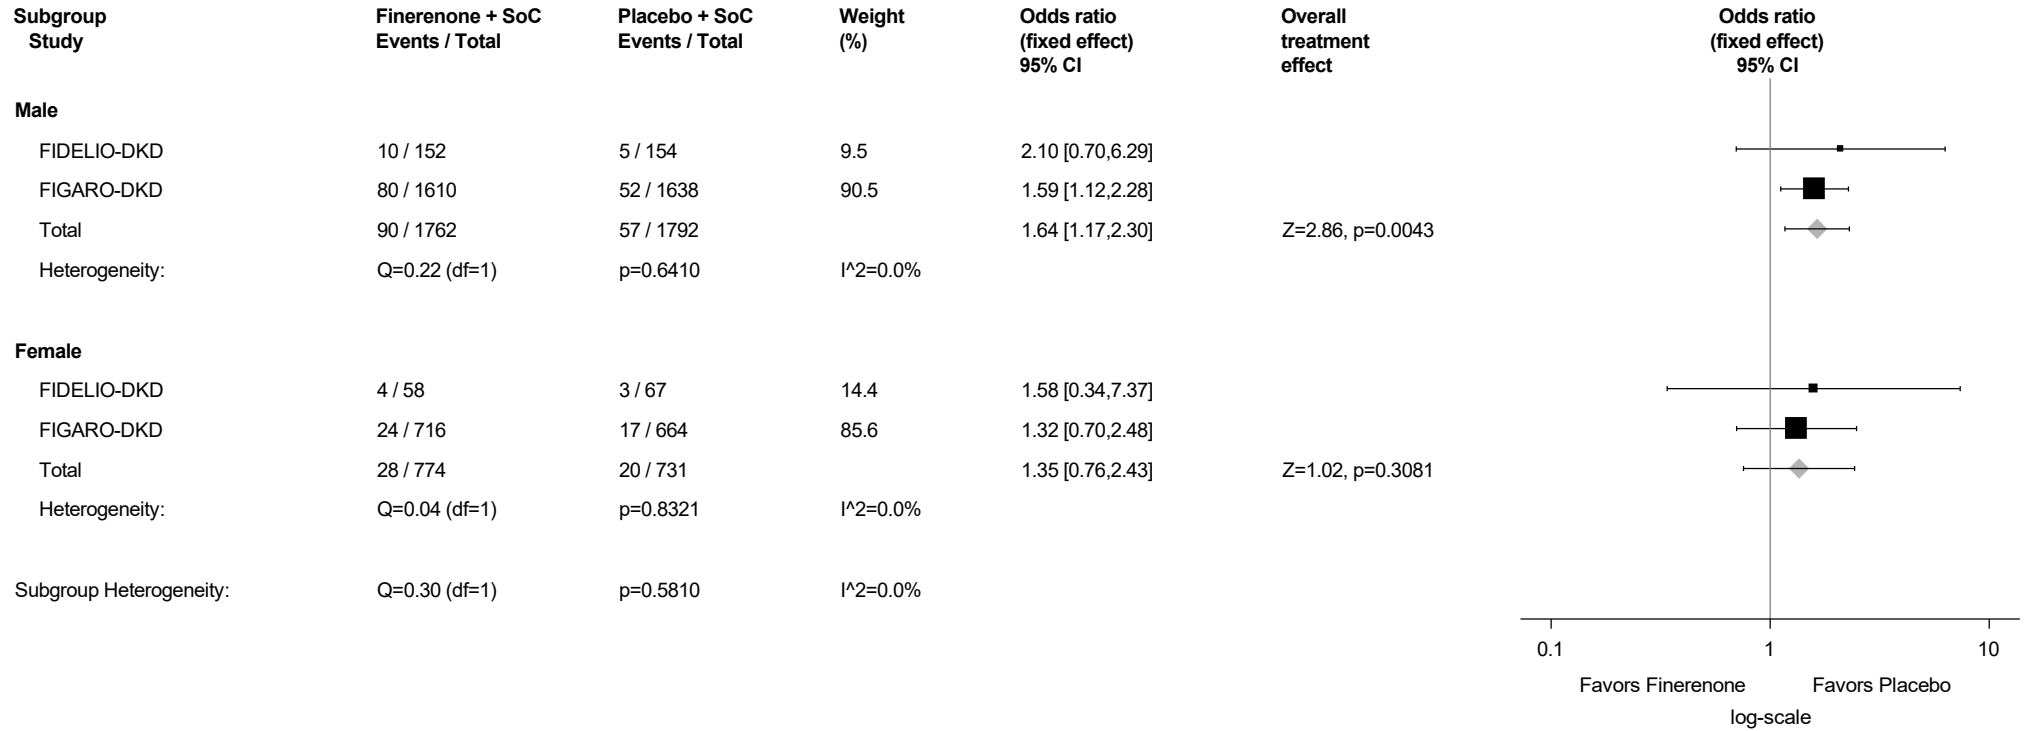 Subgroup Finerenone + SoC Placebo + SoC Weight Odds ratio Overall Odds ratio
Study Events / Total Events / Total (%) (fixed effect) treatment (fixed effect)
95% CI effect 95% CI
Male
FIDELIO-DKD 10 / 152 5 / 154 9.5 2.10 [0.70,6.29]
FIGARO-DKD 80 / 1610 52 / 1638 90.5 1.59 [1.12,2.28]
Total 90 / 1762 57 / 1792 1.64 [1.17,2.30] Z=2.86, p=0.0043
Heterogeneity: Q=0.22 (df=1) p=0.6410 I^2=0.0%
Female
FIDELIO-DKD 4 / 58 3 / 67 14.4 1.58 [0.34,7.37]
FIGARO-DKD 24 / 716 17 / 664 85.6 1.32 [0.70,2.48]
Total 28 / 774 20 / 731 1.35 [0.76,2.43] Z=1.02, p=0.3081
Heterogeneity: Q=0.04 (df=1) p=0.8321 I^2=0.0%
Subgroup Heterogeneity: Q=0.30 (df=1) p=0.5810 I^2=0.0%
0.1 1 10
Favors Finerenone Favors Placebo
log-scale